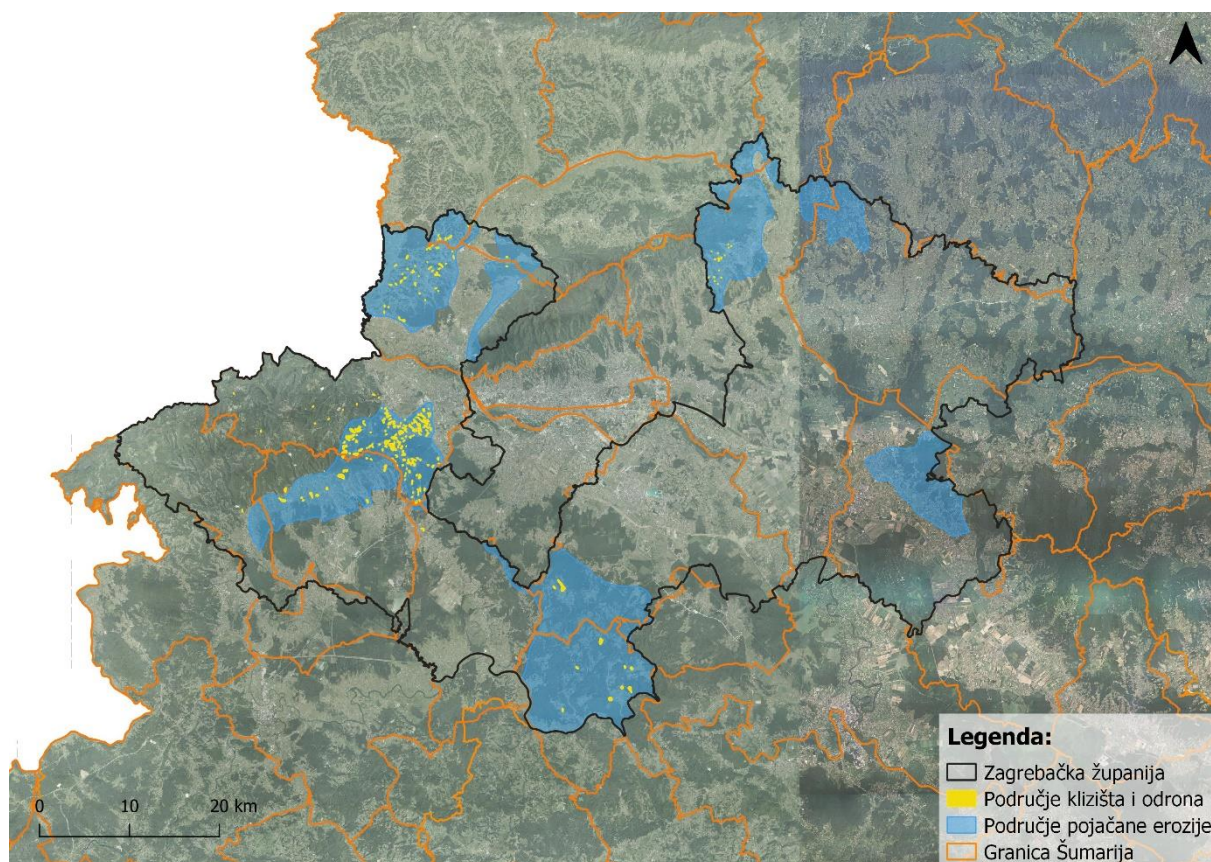 Legenda:
Zagrebačka županija
Područje klizišta i odrona
Područje pojačane erozije
Granica Šumarija
0 10 20 km